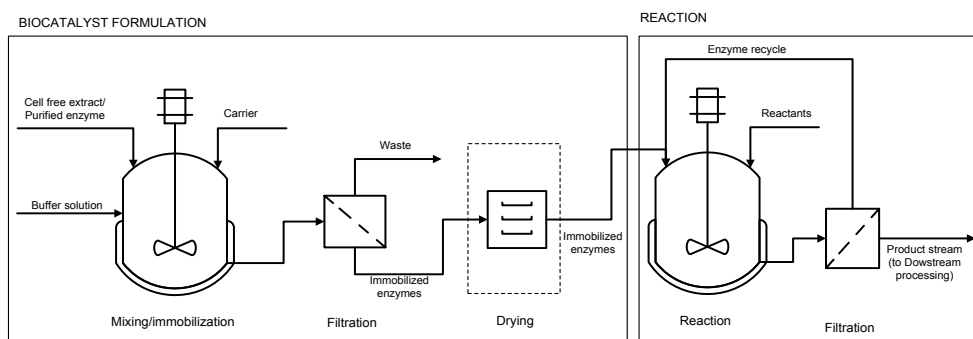 BIOCATALYST FORMULATION
REACTION
Cell free extract/
Purified enzyme
Carrier
Buffer solution
Waste
Immobilized
enzymes
Immobilized
enzymes
Mixing/immobilization
Filtration
Drying
Enzyme recycle
Reactants
Product stream
(to Dowstream
processing)
Reaction
Filtration